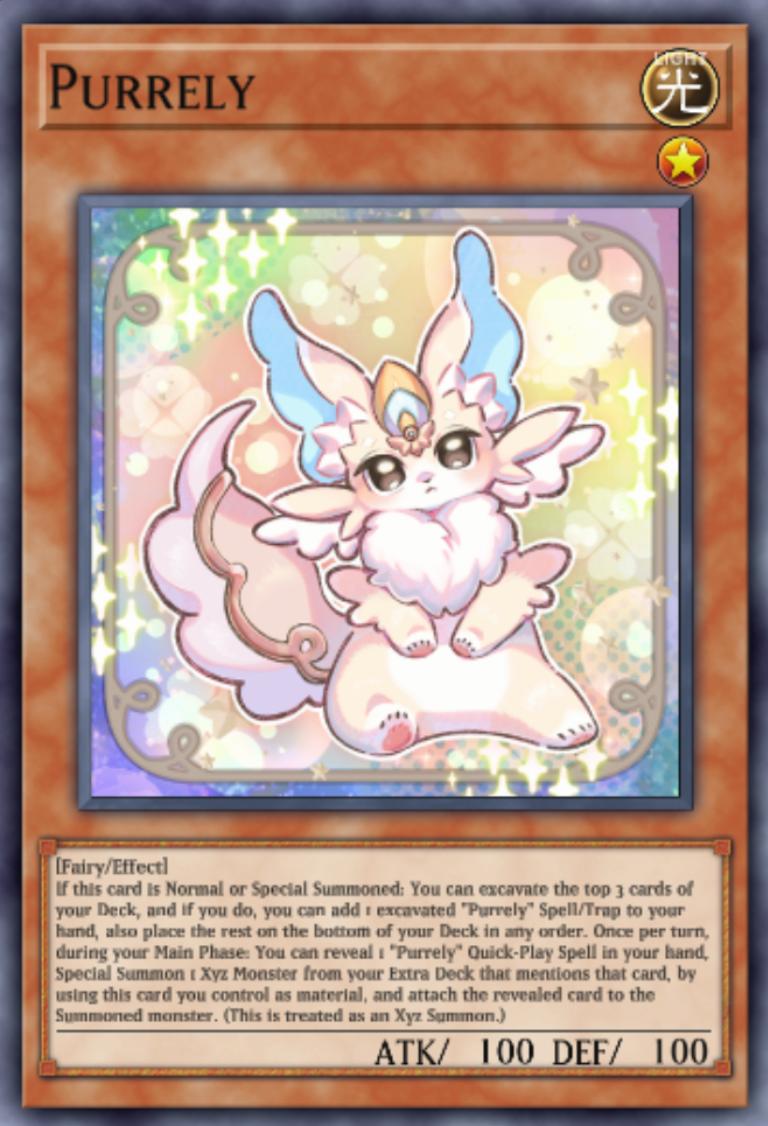 PURRELY
LIGHT
光
[Fairy/Effect]
If this card is Normal or Special Summoned: You can excavate the top 3 cards of
your Deck, and if you do, you can add 1 excavated "Purrely" Spell/Trap to your
hand, also place the rest on the bottom of your Deck in any order. Once per turn,
during your Main Phase: You can reveal 1 "Purrely" Quick-Play Spell in your hand,
Special Summon 1 Xyz Monster from your Extra Deck that mentions that card, by
using this card you control as material, and attach the revealed card to the
Summoned monster. (This is treated as an Xyz Summon.)
ATK/ 100 DEF/ 100